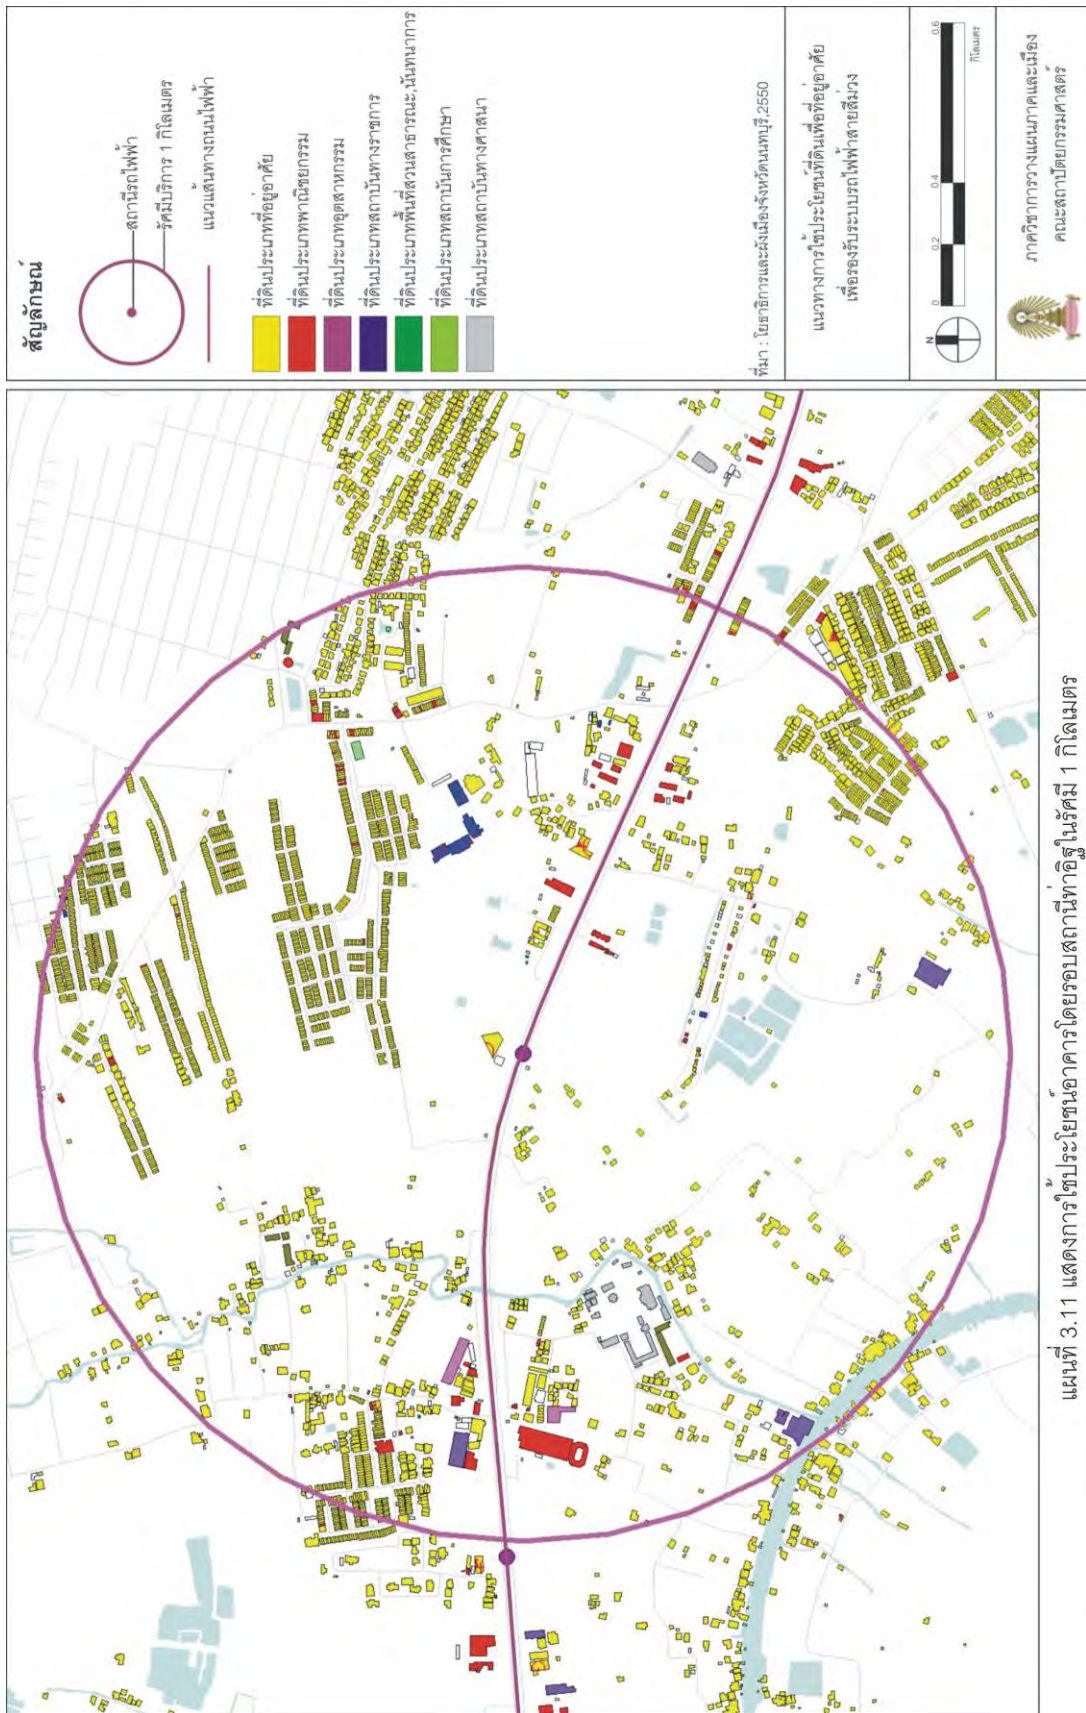 สัญลักษณ์
สถานีรถไฟฟ้า
รัศมีบริการ 1 กิโลเมตร
แนวเส้นทางถนนไฟฟ้า
ที่ดินประเภทที่อยู่อาศัย
ที่ดินประเภทพาณิชยกรรม
ที่ดินประเภทอุตสาหกรรม
ที่ดินประเภทสถาบันทางราชการ
ที่ดินประเภทพื้นที่สวนสาธารณะ,นันทนาการ
ที่ดินประเภทสถาบันการศึกษา
ที่ดินประเภทสถาบันทางศาสนา
ที่มา : โยธาธิการและผังเมืองจังหวัดนนทบุรี,2550
แนวทางการใช้ประโยชน์ที่ดินเพื่อที่อยู่อาศัย
เพื่อรองรับระบบรถไฟฟ้าสายสีม่วง
N
0 0.2 0.4 0.6
กิโลเมตร
ภาควิชาการวางแผนภาคและเมือง
คณะสถาปัตยกรรมศาสตร์
แผนที่ 3.11 แสดงการใช้ประโยชน์อาคารโดยรอบสถานีท่าอิฐในรัศมี 1 กิโลเมตร